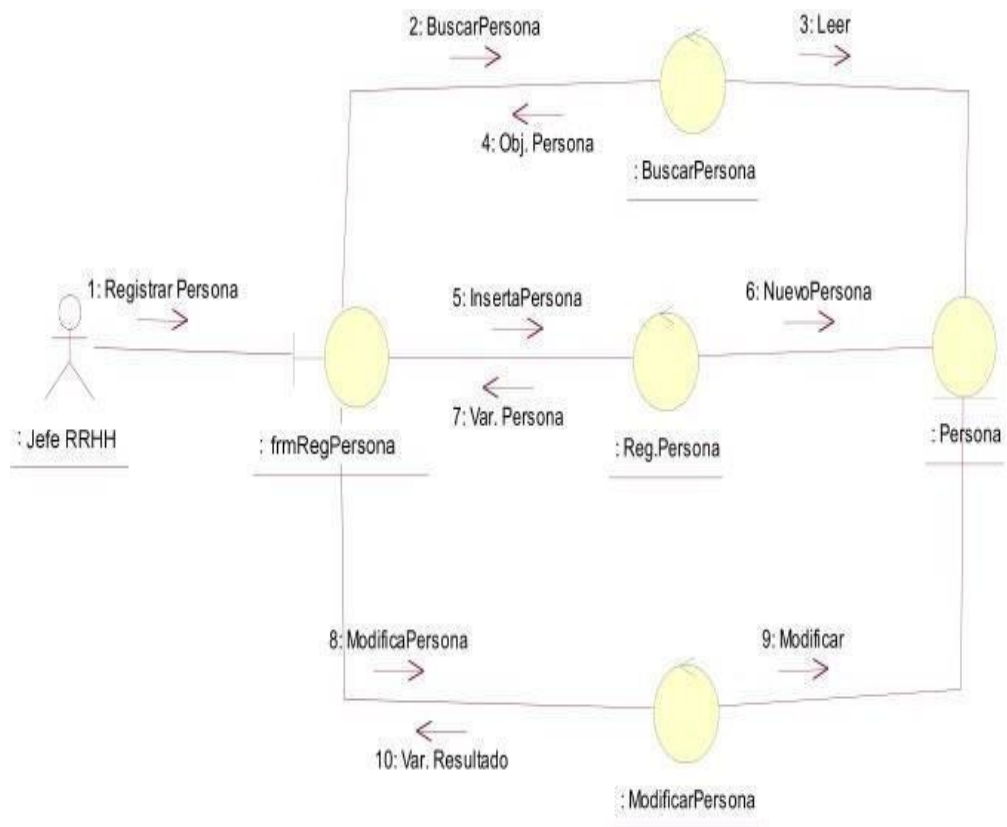 2: BuscarPersona
3: Leer
4: Obj. Persona
: BuscarPersona
1: Registrar Persona
5: InsertaPersona
6: NuevoPersona
7: Var. Persona
: Jefe RRHH
: frmRegPersona
: Reg.Persona
: Persona
8: ModificaPersona
9: Modificar
10: Var. Resultado
: ModificarPersona